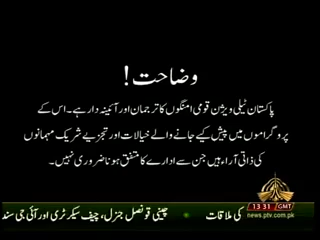 وضاحت!
پاکستان ٹیلی ویژن قومی امنگوں کا ترجمان اور آئینہ دار ہے۔ اس کے
پروگراموں میں پیش کیے جانے والے خیالات اور تجزیے شریک مہمانوں
کی ذاتی آراء ہیں جن سے ادارے کا متفق ہونا ضروری نہیں۔
13:31 GMT
news.ptv.com.pk
کی ملاقات • چینی قونصل جنرل، چیف سیکرٹری اور آئی جی سند